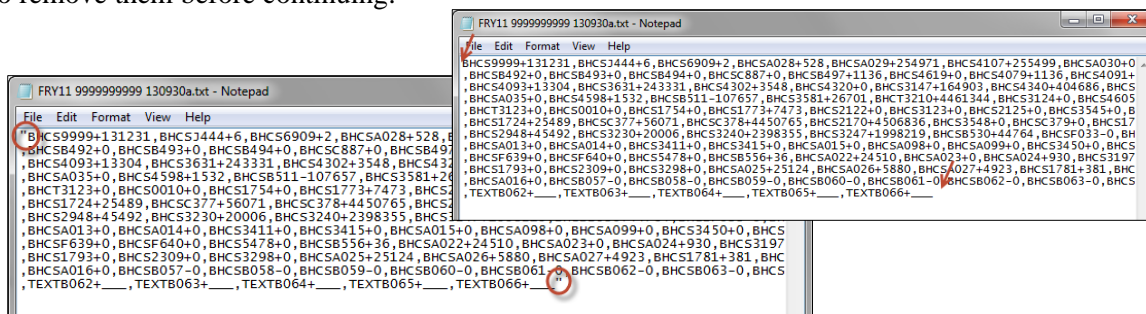 to remove them before continuing:
FRY11 9999999999 130930a.txt - Notepad
File Edit Format View Help
BHCS9999+131231,BHCSJ444+6,BHCS6909+2,BHCSA028+528,BHCSA029+254971,BHCS4107+255499,BHCSA030+0
,BHCSB492+0,BHCSB493+0,BHCSB494+0,BHCSC887+0,BHCSB497+1136,BHCS4619+0,BHCS4079+1136,BHCS4091+
,BHCS4093+13304,BHCS3631+243331,BHCS4302+3548,BHCS4320+0,BHCS3147+164903,BHCS4340+404686,BHCS
,BHCSA035+0,BHCS4598+1532,BHCSB511-107657,BHCS3581+26701,BHCT3210+4461344,BHCS3124+0,BHCS4605
,BHCT3123+0,BHCS0010+0,BHCS1754+0,BHCS1773+7473,BHCS2122+0,BHCS3123+0,BHCS2125+0,BHCS3545+0,B
,BHCS1724+25489,BHCSC377+56071,BHCSC378+4450765,BHCS2170+4506836,BHCS3548+0,BHCSC379+0,BHCS17
,BHCS2948+45492,BHCS3230+20006,BHCS3240+2398355,BHCS3247+1998219,BHCSB530+44764,BHCSF033-0,BH
,BHCSA013+0,BHCSA014+0,BHCS3411+0,BHCS3415+0,BHCSA015+0,BHCSA098+0,BHCSA099+0,BHCS3450+0,BHCS
,BHCSF639+0,BHCSF640+0,BHCS5478+0,BHCSB556+36,BHCSA022+24510,BHCSA023+0,BHCSA024+930,BHCS3197
,BHCS1793+0,BHCS2309+0,BHCS3298+0,BHCSA025+25124,BHCSA026+5880,BHCSA027+4923,BHCS1781+381,BHC
,BHCSA016+0,BHCSB057-0,BHCSB058-0,BHCSB059-0,BHCSB060-0,BHCSB061-0,BHCSB062-0,BHCSB063-0,BHCS
,TEXTB062+___,TEXTB063+___,TEXTB064+___,TEXTB065+___,TEXTB066+___
FRY11 9999999999 130930a.txt - Notepad
File Edit Format View Help
"BHCS9999+131231,BHCSJ444+6,BHCS6909+2,BHCSA028+528,B
,BHCSB492+0,BHCSB493+0,BHCSB494+0,BHCSC887+0,BHCSB497
,BHCS4093+13304,BHCS3631+243331,BHCS4302+3548,BHCS432
,BHCSA035+0,BHCS4598+1532,BHCSB511-107657,BHCS3581+26
,BHCT3123+0,BHCS0010+0,BHCS1754+0,BHCS1773+7473,BHCS2
,BHCS1724+25489,BHCSC377+56071,BHCSC378+4450765,BHCS2
,BHCS2948+45492,BHCS3230+20006,BHCS3240+2398355,BHCS3
,BHCSA013+0,BHCSA014+0,BHCS3411+0,BHCS3415+0,BHCSA015+0,BHCSA098+0,BHCSA099+0,BHCS3450+0,BHCS
,BHCSF639+0,BHCSF640+0,BHCS5478+0,BHCSB556+36,BHCSA022+24510,BHCSA023+0,BHCSA024+930,BHCS3197
,BHCS1793+0,BHCS2309+0,BHCS3298+0,BHCSA025+25124,BHCSA026+5880,BHCSA027+4923,BHCS1781+381,BHC
,BHCSA016+0,BHCSB057-0,BHCSB058-0,BHCSB059-0,BHCSB060-0,BHCSB061-0,BHCSB062-0,BHCSB063-0,BHCS
,TEXTB062+___,TEXTB063+___,TEXTB064+___,TEXTB065+___,TEXTB066+___"